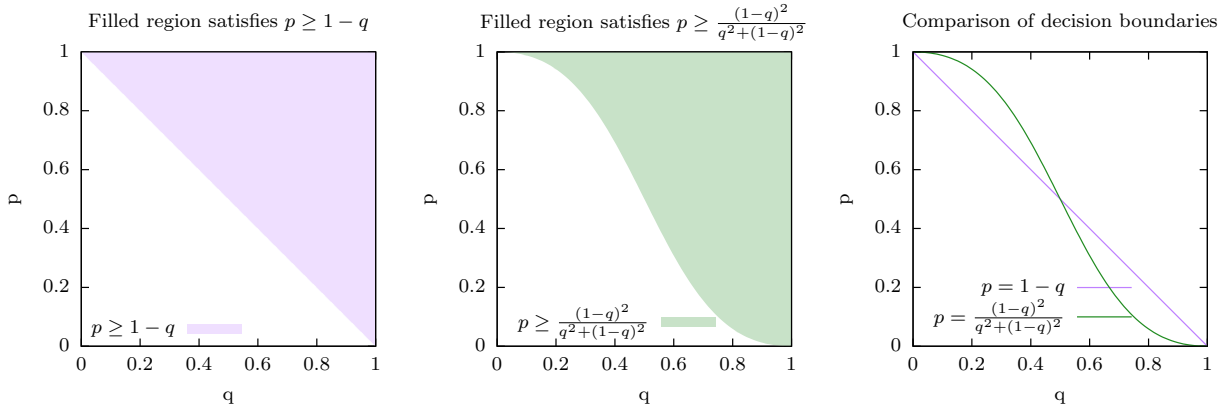 Filled region satisfies p ≥ 1 − q
1
0.8
0.6
0.4
0.2
0
p
p ≥ 1 − q
0 0.2 0.4 0.6 0.8 1
q
Filled region satisfies p ≥ (1−q)²/(q²+(1−q)²)
1
0.8
0.6
0.4
0.2
0
p
p ≥ (1−q)²/(q²+(1−q)²)
0 0.2 0.4 0.6 0.8 1
q
Comparison of decision boundaries
1
0.8
0.6
0.4
0.2
0
p
p = 1 − q
p = (1−q)²/(q²+(1−q)²)
0 0.2 0.4 0.6 0.8 1
q